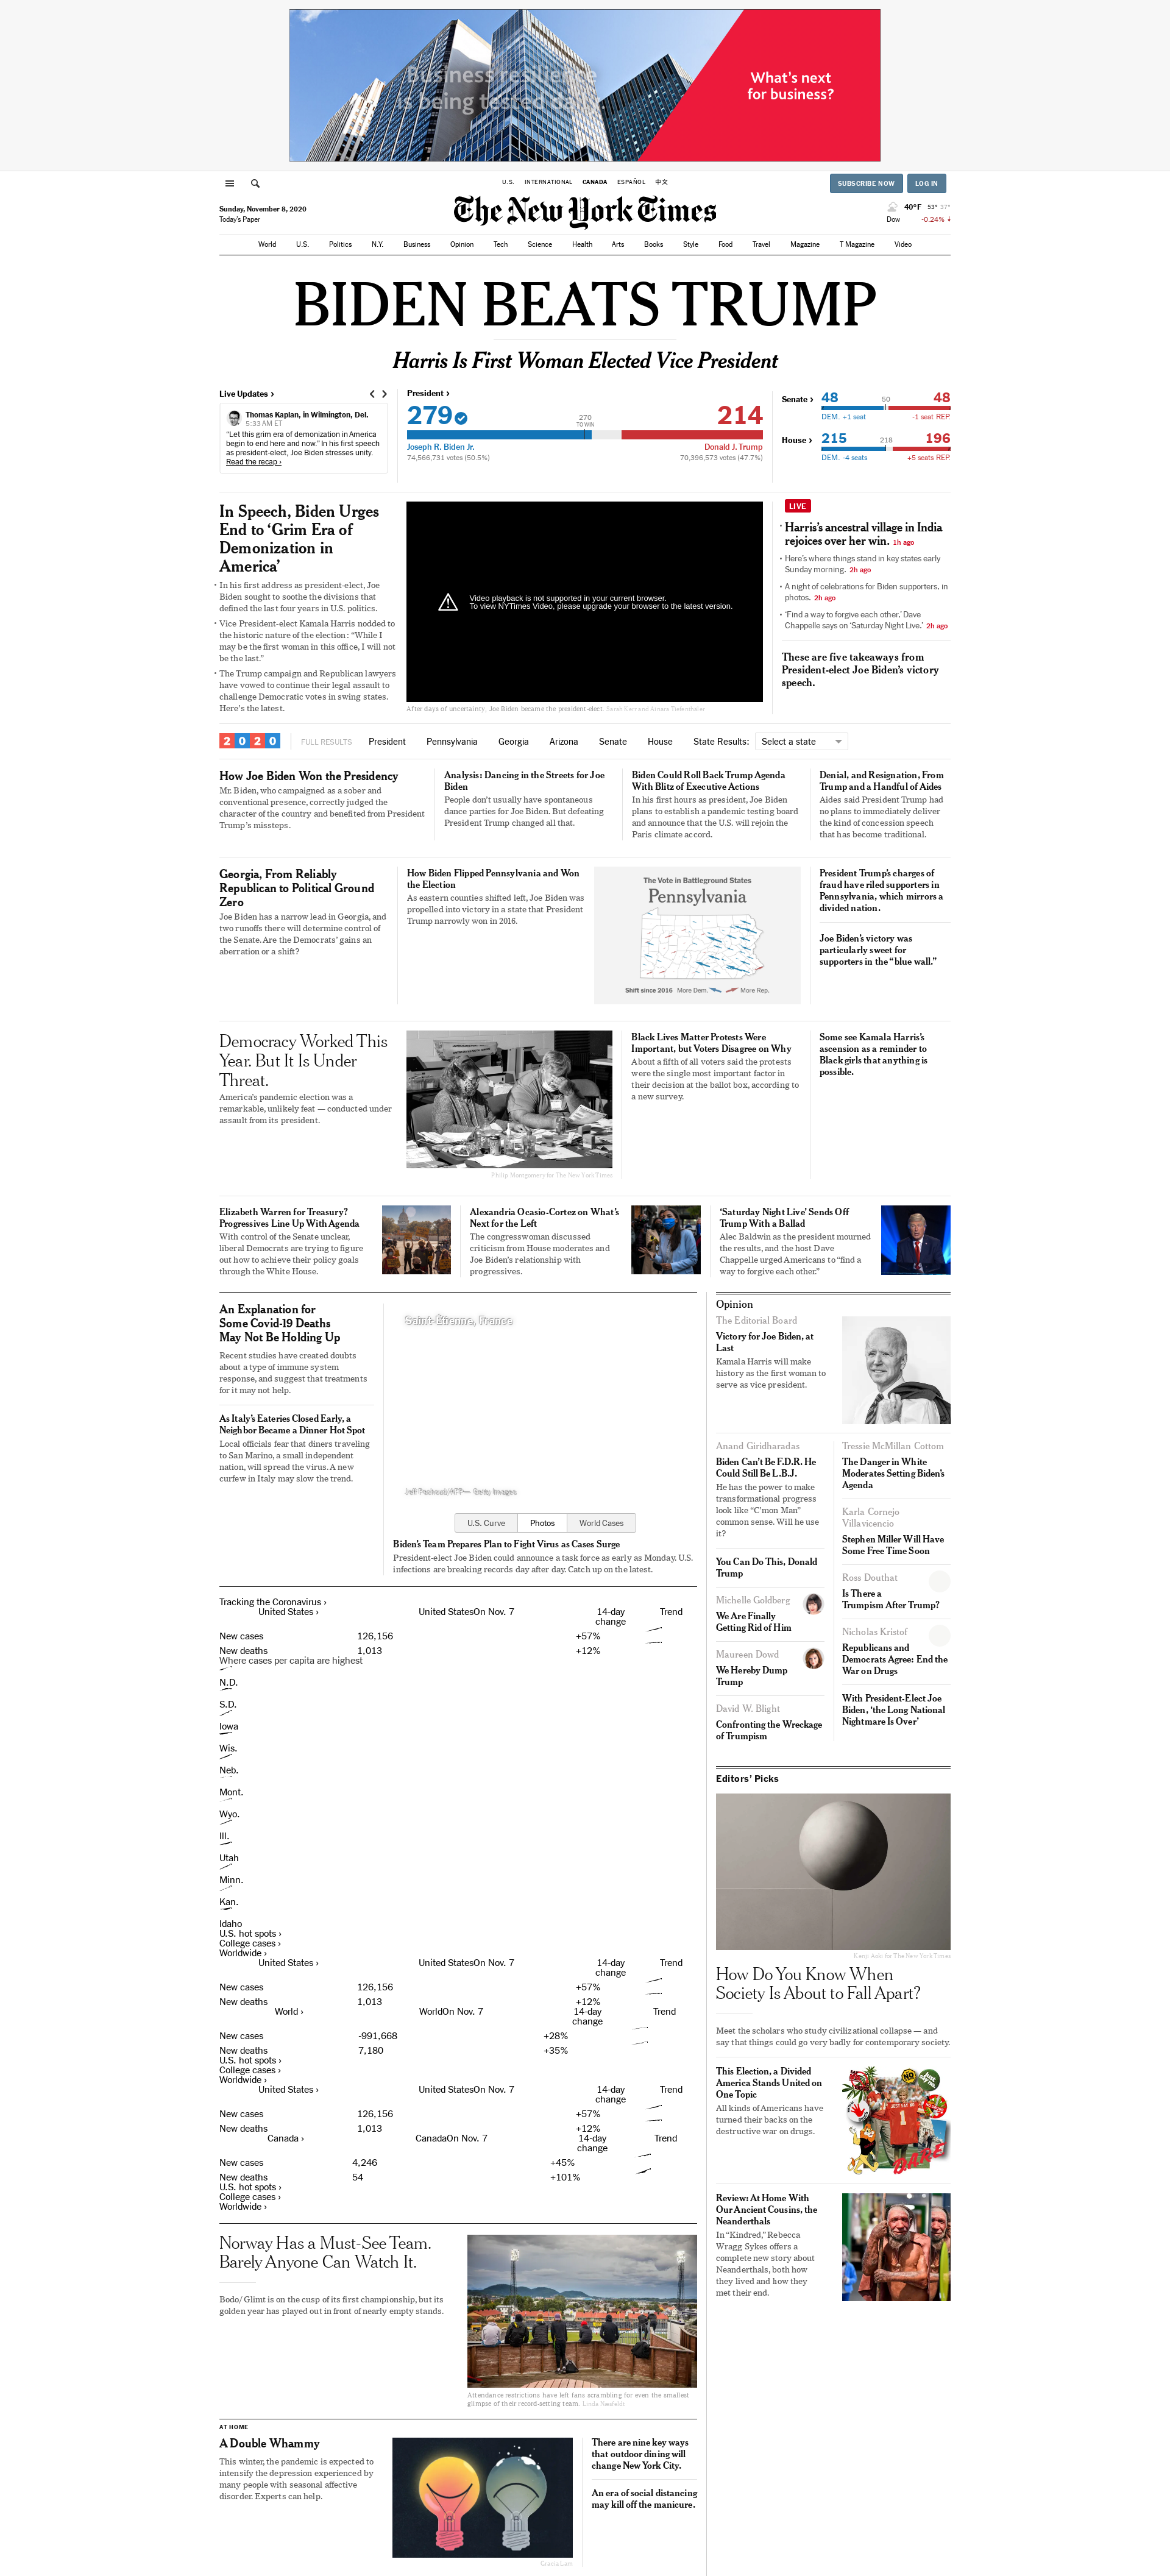 Business resilience
is being tested daily.
What's next
for business?
U.S.
INTERNATIONAL
CANADA
ESPAÑOL
中文
SUBSCRIBE NOW
LOG IN
Sunday, November 8, 2020
Today's Paper
The New York Times
40°F 53° 37°
Dow -0.24% ↓
World
U.S.
Politics
N.Y.
Business
Opinion
Tech
Science
Health
Arts
Books
Style
Food
Travel
Magazine
T Magazine
Video
BIDEN BEATS TRUMP
Harris Is First Woman Elected Vice President
Live Updates ›
Thomas Kaplan, in Wilmington, Del.
5:33 AM ET
“Let this grim era of demonization in America
begin to end here and now.” In his first speech
as president-elect, Joe Biden stresses unity.
Read the recap ›
President ›
279
270
TO WIN
214
Joseph R. Biden Jr.
Donald J. Trump
74,566,731 votes (50.5%)
70,396,573 votes (47.7%)
Senate ›
48
50
48
DEM. +1 seat
-1 seat REP.
House ›
215
218
196
DEM. -4 seats
+5 seats REP.
In Speech, Biden Urges
End to ‘Grim Era of
Demonization in
America’
In his first address as president-elect, Joe
Biden sought to soothe the divisions that
defined the last four years in U.S. politics.
Vice President-elect Kamala Harris nodded to
the historic nature of the election: “While I
may be the first woman in this office, I will not
be the last.”
The Trump campaign and Republican lawyers
have vowed to continue their legal assault to
challenge Democratic votes in swing states.
Here’s the latest.
Video playback is not supported in your current browser.
To view NYTimes Video, please upgrade your browser to the latest version.
After days of uncertainty, Joe Biden became the president-elect. Sarah Kerr and Ainara Tiefenthäler
LIVE
Harris’s ancestral village in India
rejoices over her win. 1h ago
Here’s where things stand in key states early
Sunday morning. 2h ago
A night of celebrations for Biden supporters, in
photos. 2h ago
‘Find a way to forgive each other,’ Dave
Chappelle says on ‘Saturday Night Live.’ 2h ago
These are five takeaways from
President-elect Joe Biden’s victory
speech.
2020
FULL RESULTS
President
Pennsylvania
Georgia
Arizona
Senate
House
State Results:
Select a state
How Joe Biden Won the Presidency
Mr. Biden, who campaigned as a sober and
conventional presence, correctly judged the
character of the country and benefited from President
Trump’s missteps.
Analysis: Dancing in the Streets for Joe
Biden
People don’t usually have spontaneous
dance parties for Joe Biden. But defeating
President Trump changed all that.
Biden Could Roll Back Trump Agenda
With Blitz of Executive Actions
In his first hours as president, Joe Biden
plans to establish a pandemic testing board
and announce that the U.S. will rejoin the
Paris climate accord.
Denial, and Resignation, From
Trump and a Handful of Aides
Aides said President Trump had
no plans to immediately deliver
the kind of concession speech
that has become traditional.
Georgia, From Reliably
Republican to Political Ground
Zero
Joe Biden has a narrow lead in Georgia, and
two runoffs there will determine control of
the Senate. Are the Democrats’ gains an
aberration or a shift?
How Biden Flipped Pennsylvania and Won
the Election
As eastern counties shifted left, Joe Biden was
propelled into victory in a state that President
Trump narrowly won in 2016.
The Vote in Battleground States
Pennsylvania
Shift since 2016 More Dem. More Rep.
President Trump’s charges of
fraud have riled supporters in
Pennsylvania, which mirrors a
divided nation.
Joe Biden’s victory was
particularly sweet for
supporters in the “blue wall.”
Democracy Worked This
Year. But It Is Under
Threat.
America’s pandemic election was a
remarkable, unlikely feat — conducted under
assault from its president.
Philip Montgomery for The New York Times
Black Lives Matter Protests Were
Important, but Voters Disagree on Why
About a fifth of all voters said the protests
were the single most important factor in
their decision at the ballot box, according to
a new survey.
Some see Kamala Harris’s
ascension as a reminder to
Black girls that anything is
possible.
Elizabeth Warren for Treasury?
Progressives Line Up With Agenda
With control of the Senate unclear,
liberal Democrats are trying to figure
out how to achieve their policy goals
through the White House.
Alexandria Ocasio-Cortez on What’s
Next for the Left
The congresswoman discussed
criticism from House moderates and
Joe Biden’s relationship with
progressives.
‘Saturday Night Live’ Sends Off
Trump With a Ballad
Alec Baldwin as the president mourned
the results, and the host Dave
Chappelle urged Americans to “find a
way to forgive each other.”
An Explanation for
Some Covid-19 Deaths
May Not Be Holding Up
Recent studies have created doubts
about a type of immune system
response, and suggest that treatments
for it may not help.
As Italy’s Eateries Closed Early, a
Neighbor Became a Dinner Hot Spot
Local officials fear that diners traveling
to San Marino, a small independent
nation, will spread the virus. A new
curfew in Italy may slow the trend.
Saint-Étienne, France
Jeff Pachoud/AFP — Getty Images
U.S. Curve
Photos
World Cases
Biden’s Team Prepares Plan to Fight Virus as Cases Surge
President-elect Joe Biden could announce a task force as early as Monday. U.S.
infections are breaking records day after day. Catch up on the latest.
Tracking the Coronavirus ›
United States › United StatesOn Nov. 7 14-day
change Trend
New cases 126,156 +57%
New deaths 1,013 +12%
Where cases per capita are highest
N.D.
S.D.
Iowa
Wis.
Neb.
Mont.
Wyo.
Ill.
Utah
Minn.
Kan.
Idaho
U.S. hot spots ›
College cases ›
Worldwide ›
United States › United StatesOn Nov. 7 14-day
change Trend
New cases 126,156 +57%
New deaths 1,013 +12%
World › WorldOn Nov. 7 14-day
change Trend
New cases -991,668 +28%
New deaths 7,180 +35%
U.S. hot spots ›
College cases ›
Worldwide ›
United States › United StatesOn Nov. 7 14-day
change Trend
New cases 126,156 +57%
New deaths 1,013 +12%
Canada › CanadaOn Nov. 7 14-day
change Trend
New cases 4,246 +45%
New deaths 54 +101%
U.S. hot spots ›
College cases ›
Worldwide ›
Norway Has a Must-See Team.
Barely Anyone Can Watch It.
Bodo/Glimt is on the cusp of its first championship, but its
golden year has played out in front of nearly empty stands.
Attendance restrictions have left fans scrambling for even the smallest
glimpse of their record-setting team.
AT HOME
A Double Whammy
This winter, the pandemic is expected to
intensify the depression experienced by
many people with seasonal affective
disorder. Experts can help.
Gracia Lam
There are nine key ways
that outdoor dining will
change New York City.
An era of social distancing
may kill off the manicure.
Opinion
The Editorial Board
Victory for Joe Biden, at
Last
Kamala Harris will make
history as the first woman to
serve as vice president.
Anand Giridharadas
Biden Can’t Be F.D.R. He
Could Still Be L.B.J.
He has the power to make
transformational progress
look like “C’mon Man”
common sense. Will he use
it?
You Can Do This, Donald
Trump
Michelle Goldberg
We Are Finally
Getting Rid of Him
Maureen Dowd
We Hereby Dump
Trump
David W. Blight
Confronting the Wreckage
of Trumpism
Tressie McMillan Cottom
The Danger in White
Moderates Setting Biden’s
Agenda
Karla Cornejo
Villavicencio
Stephen Miller Will Have
Some Free Time Soon
Ross Douthat
Is There a
Trumpism After Trump?
Nicholas Kristof
Republicans and
Democrats Agree: End the
War on Drugs
With President-Elect Joe
Biden, ‘the Long National
Nightmare Is Over’
Editors’ Picks
Kenji Aoki for The New York Times
How Do You Know When
Society Is About to Fall Apart?
Meet the scholars who study civilizational collapse — and
say that things could go very badly for contemporary society.
This Election, a Divided
America Stands United on
One Topic
All kinds of Americans have
turned their backs on the
destructive war on drugs.
DARE
Review: At Home With
Our Ancient Cousins, the
Neanderthals
In “Kindred,” Rebecca
Wragg Sykes offers a
complete new story about
Neanderthals, both how
they lived and how they
met their end.